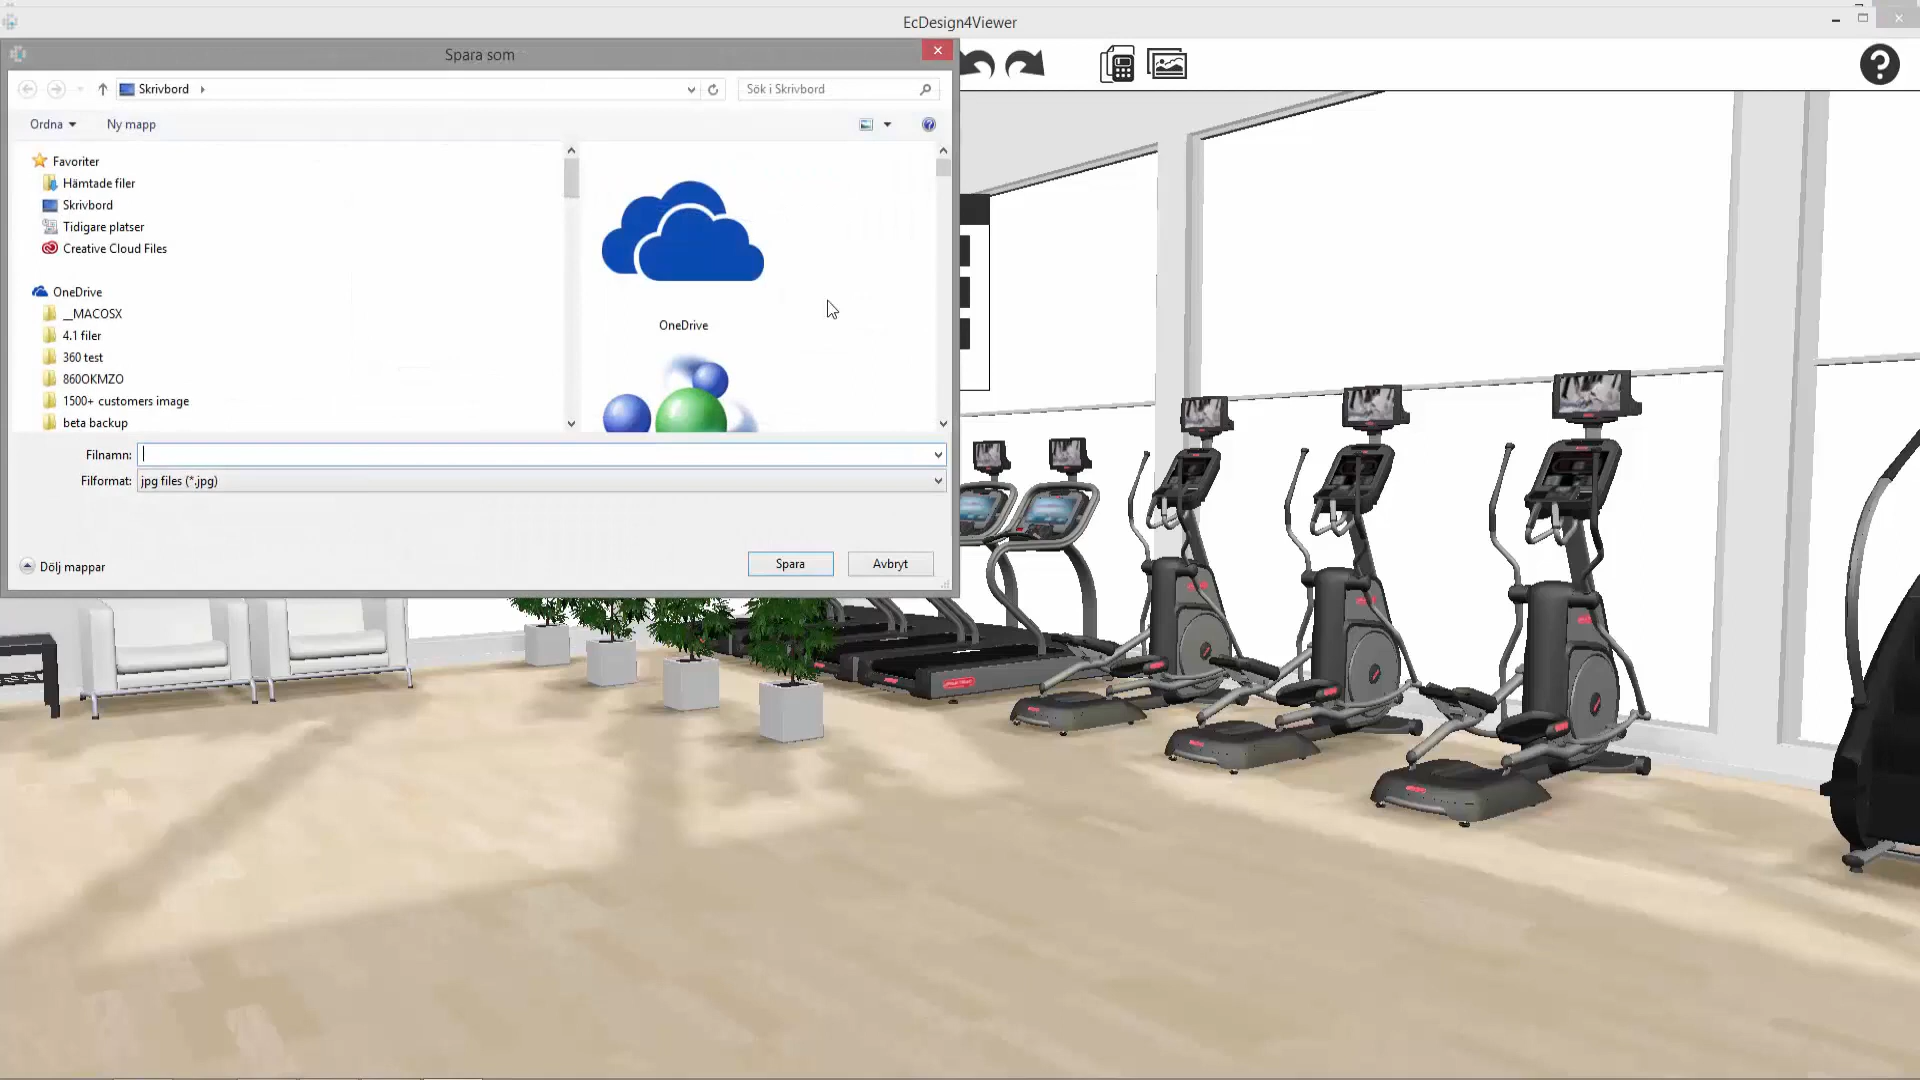 EcDesign4Viewer
Spara som
Skrivbord
Sök i Skrivbord
Ordna
Ny mapp
Favoriter
Hämtade filer
Skrivbord
Tidigare platser
Creative Cloud Files
OneDrive
__MACOSX
4.1 filer
360 test
860OKMZO
1500+ customers image
beta backup
OneDrive
Filnamn:
Filformat: jpg files (*.jpg)
Dölj mappar
Spara
Avbryt